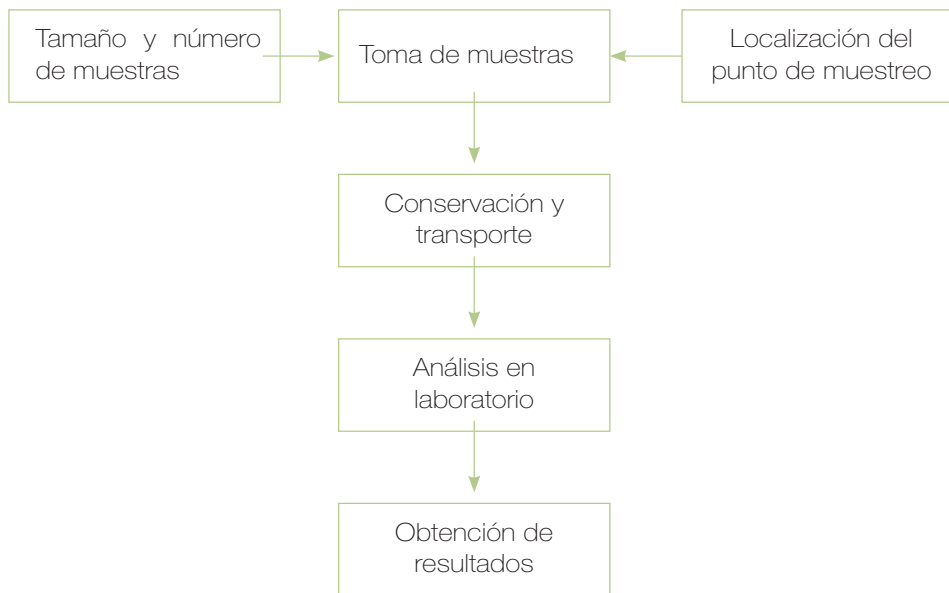 Tamaño y número
de muestras
Toma de muestras
Localización del
punto de muestreo
Conservación y
transporte
Análisis en
laboratorio
Obtención de
resultados